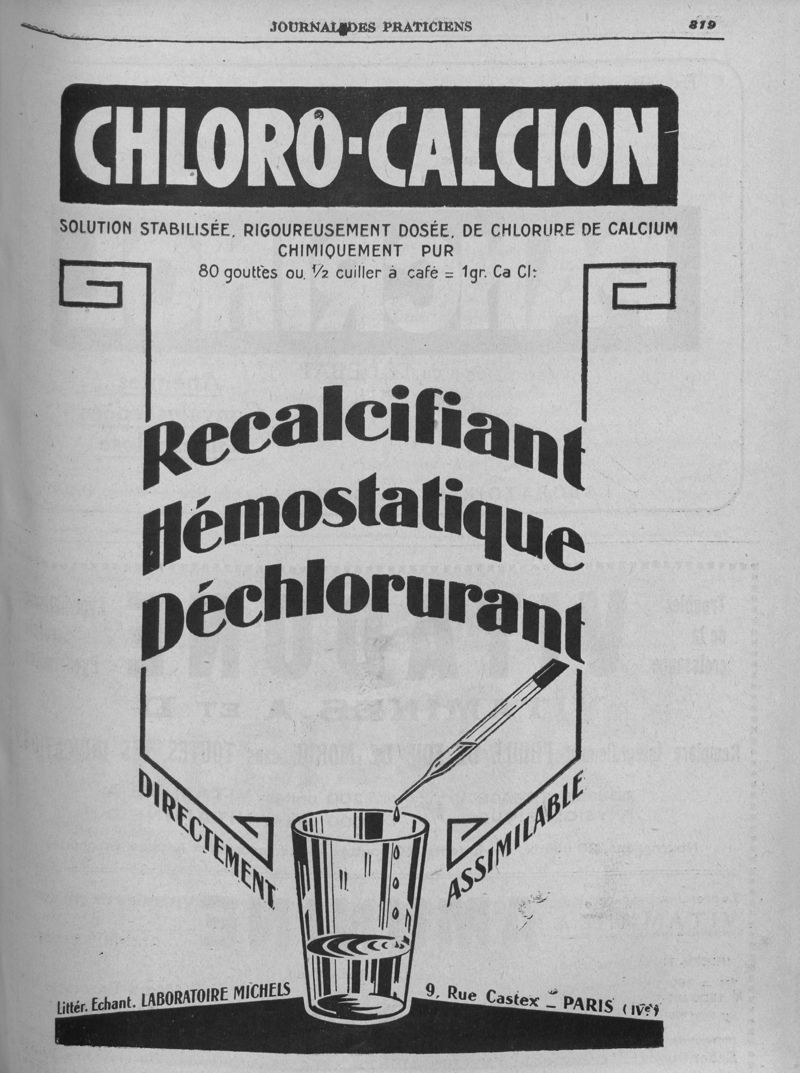 JOURNAL DES PRATICIENS
819
CHLORO-CALCION
SOLUTION STABILISÉE, RIGOUREUSEMENT DOSÉE, DE CHLORURE DE CALCIUM
CHIMIQUEMENT PUR
80 gouttes ou 1/2 cuiller à café = 1gr. Ca Cl²
Recalcifiant
Hémostatique
Déchlorurant
DIRECTEMENT
ASSIMILABLE
Littér. Echant. LABORATOIRE MICHELS
9, Rue Castex _ PARIS (IVe)